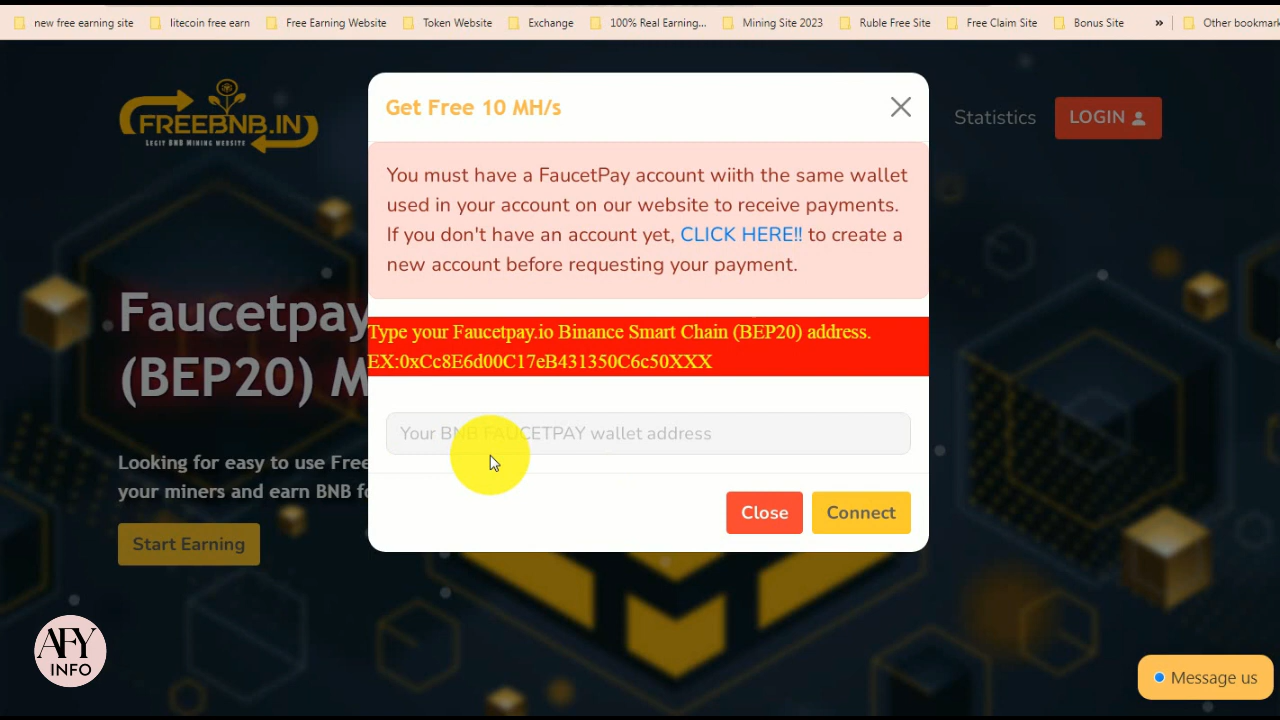 new free earning site
litecoin free earn
Free Earning Website
Token Website
Exchange
100% Real Earning...
Mining Site 2023
Ruble Free Site
Free Claim Site
Bonus Site
»
Other bookmark
FREEBNB.IN
LEGIT BNB MINING WEBSITE
Statistics
LOGIN
Get Free 10 MH/s
You must have a FaucetPay account wiith the same wallet
used in your account on our website to receive payments.
If you don't have an account yet, CLICK HERE!! to create a
new account before requesting your payment.
Type your Faucetpay.io Binance Smart Chain (BEP20) address.
EX:0xCc8E6d00C17eB431350C6c50XXX
Your BNB FAUCETPAY wallet address
Close
Connect
Faucetpay
(BEP20) M
Looking for easy to use Free
your miners and earn BNB fo
Start Earning
AFY
INFO
Message us